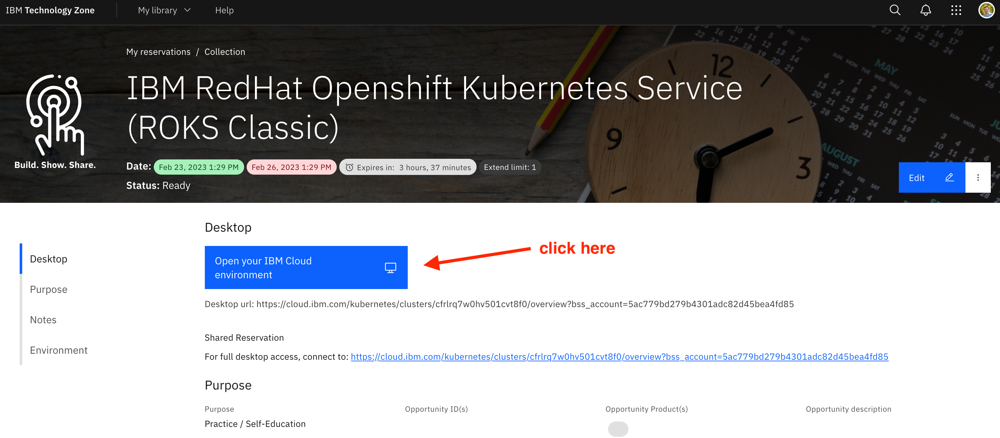 IBM Technology Zone
My library
Help
My reservations / Collection
IBM RedHat Openshift Kubernetes Service
(ROKS Classic)
Build. Show. Share.
Date: Feb 23, 2023 1:29 PM Feb 26, 2023 1:29 PM Expires in: 3 hours, 37 minutes Extend limit: 1
Status: Ready
Edit
12
3
9
MAY
AUGUST
Desktop
Purpose
Notes
Environment
Desktop
Open your IBM Cloud
environment
click here
Desktop url: https://cloud.ibm.com/kubernetes/clusters/cfrlrq7w0hv501cvt8f0/overview?bss_account=5ac779bd279b4301adc82d45bea4fd85
Shared Reservation
For full desktop access, connect to: https://cloud.ibm.com/kubernetes/clusters/cfrlrq7w0hv501cvt8f0/overview?bss_account=5ac779bd279b4301adc82d45bea4fd85
Purpose
Purpose
Practice / Self-Education
Opportunity ID(s)
Opportunity Product(s)
Opportunity description